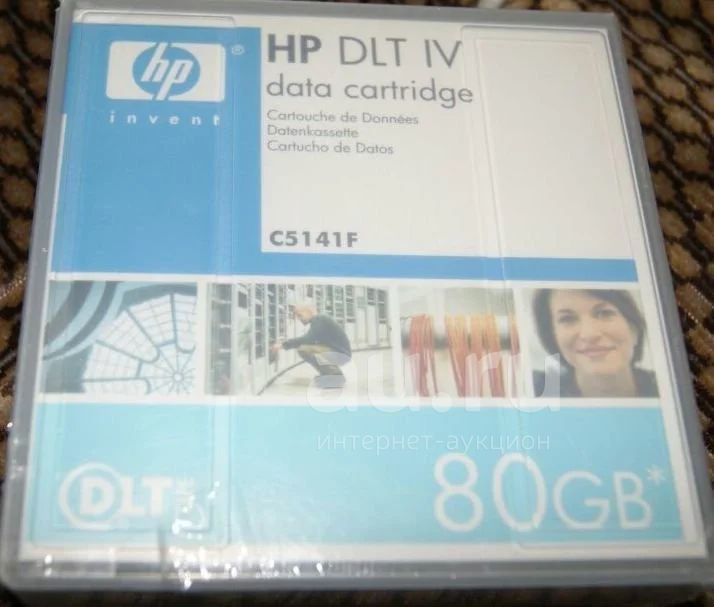 hp
®
invent
HP DLT IV
data cartridge
Cartouche de Données
Datenkassette
Cartucho de Datos
C5141F
au.ru
интернет-аукцион
DLT
80GB*